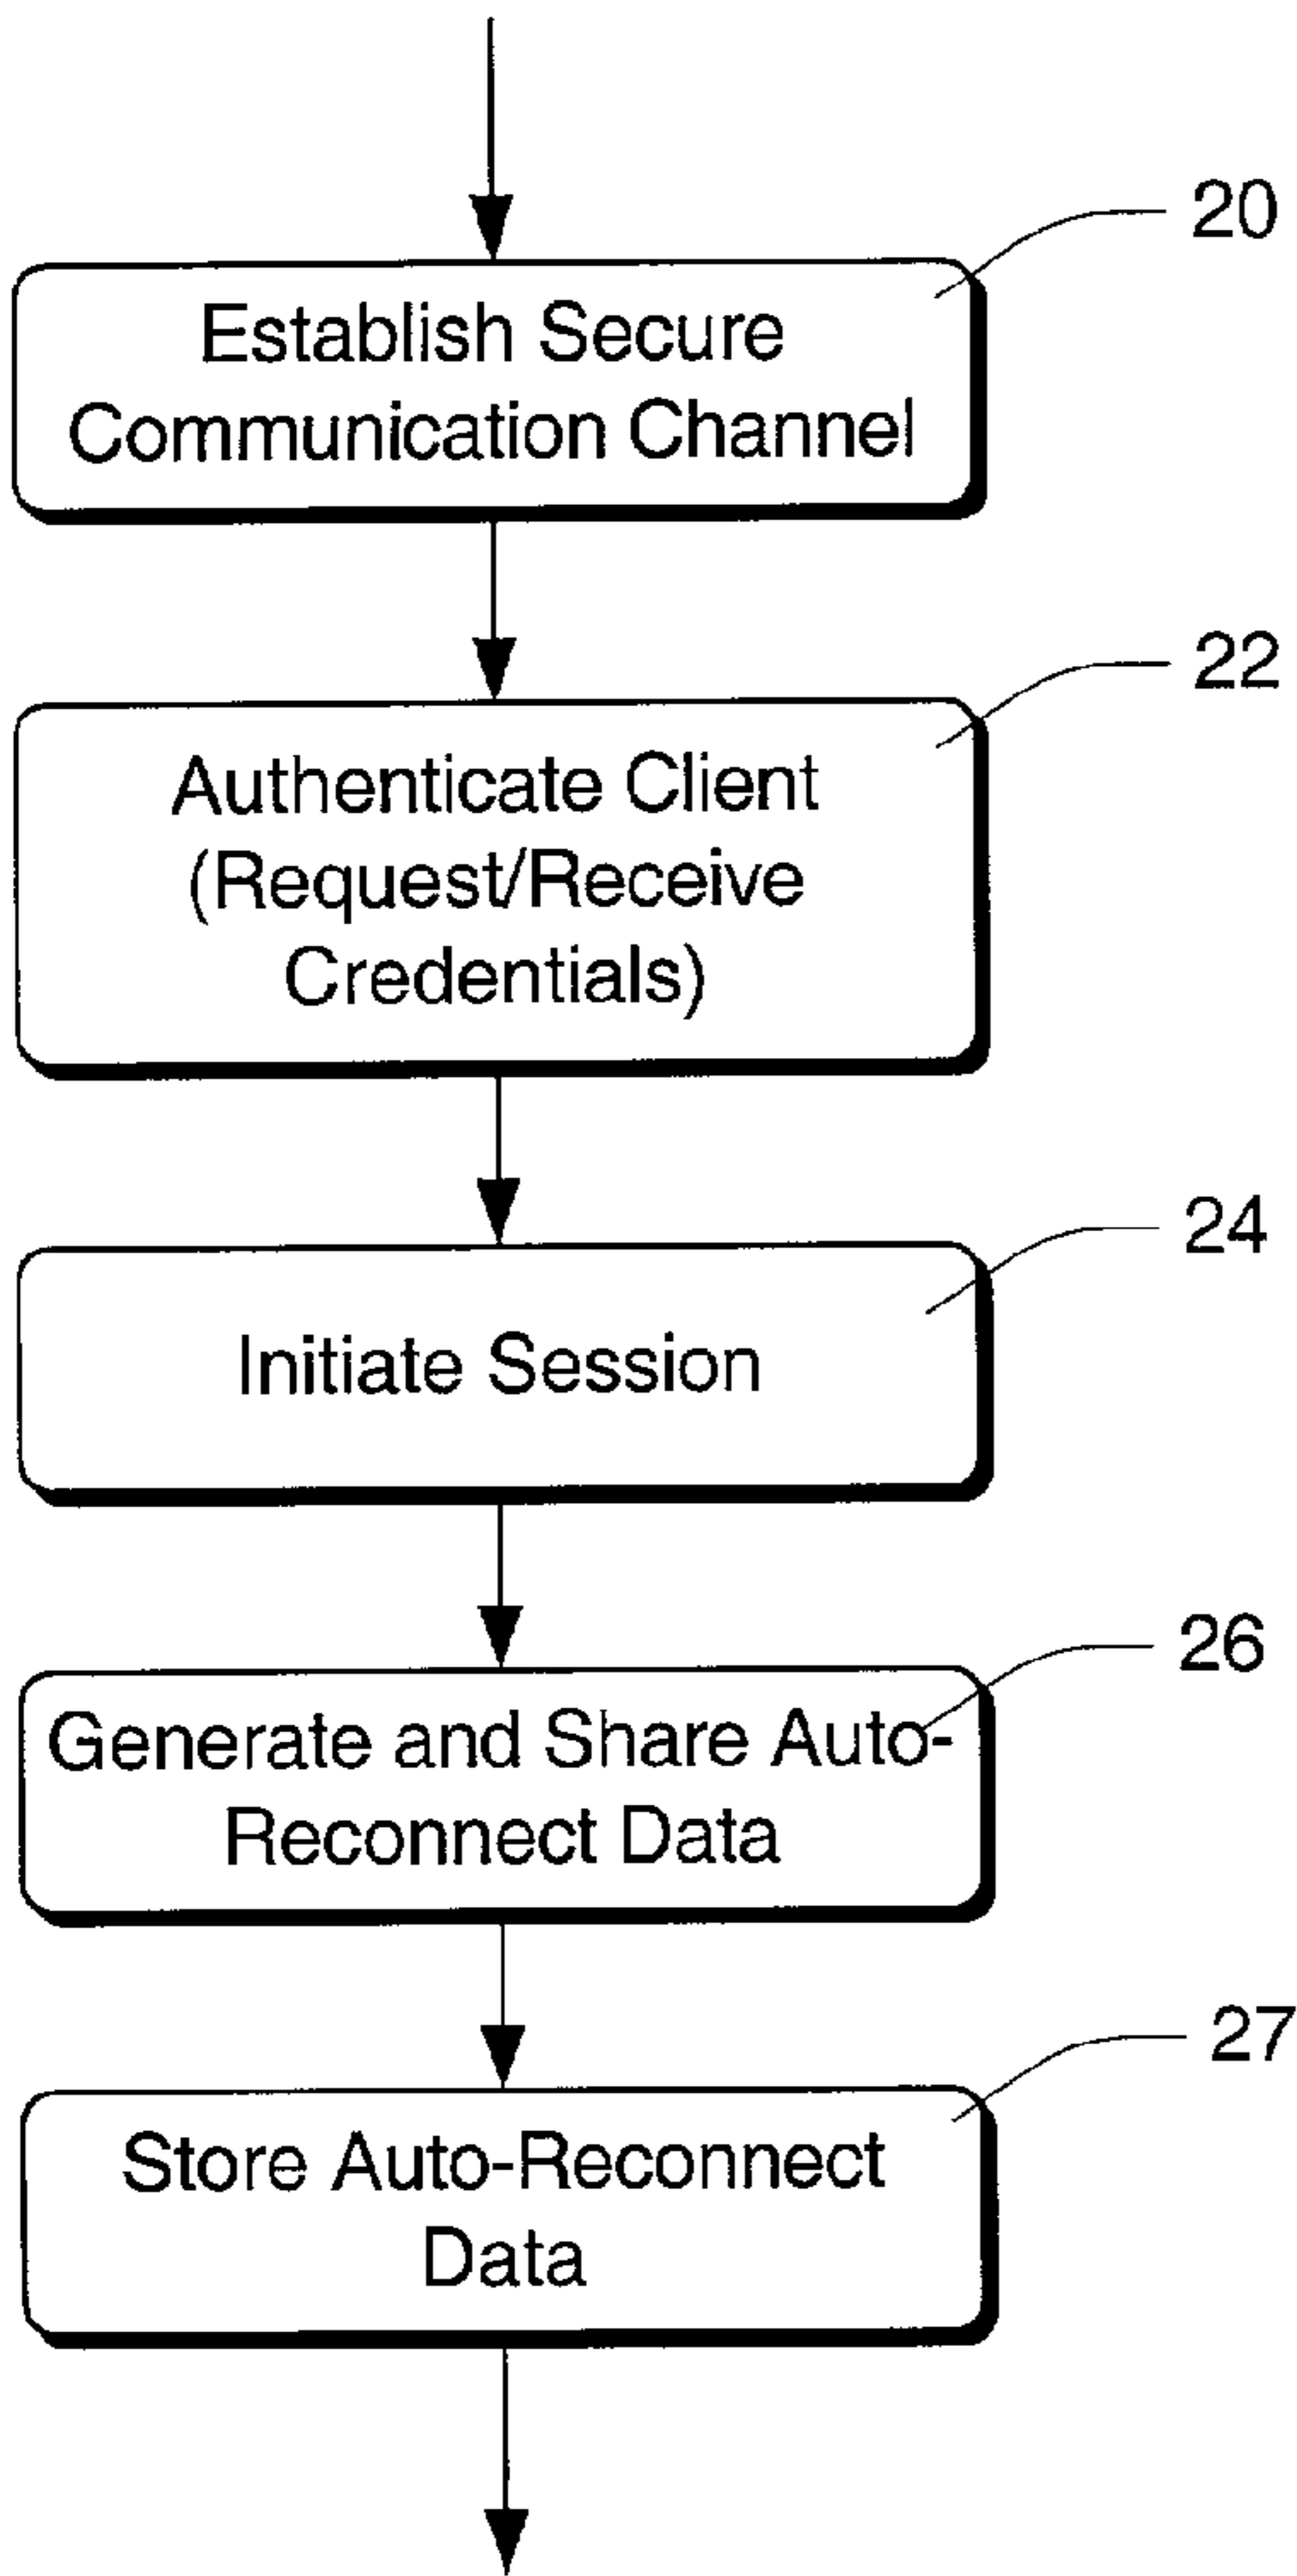 20
Establish Secure
Communication Channel
22
Authenticate Client
(Request/Receive
Credentials)
24
Initiate Session
26
Generate and Share Auto-
Reconnect Data
27
Store Auto-Reconnect
Data